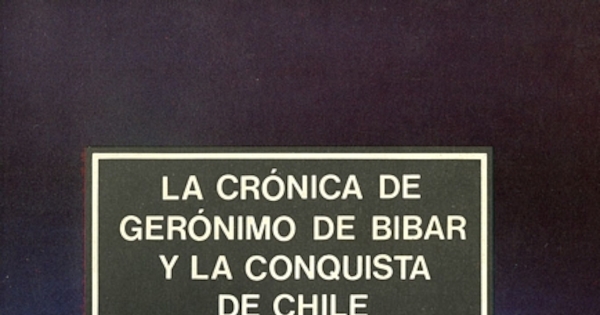 LA CRÓNICA DE
GERÓNIMO DE BIBAR
Y LA CONQUISTA
DE CHILE